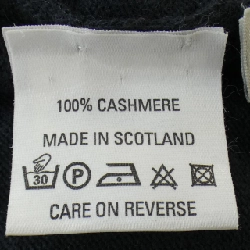 100% CASHMERE
MADE IN SCOTLAND
30 P
CARE ON REVERSE